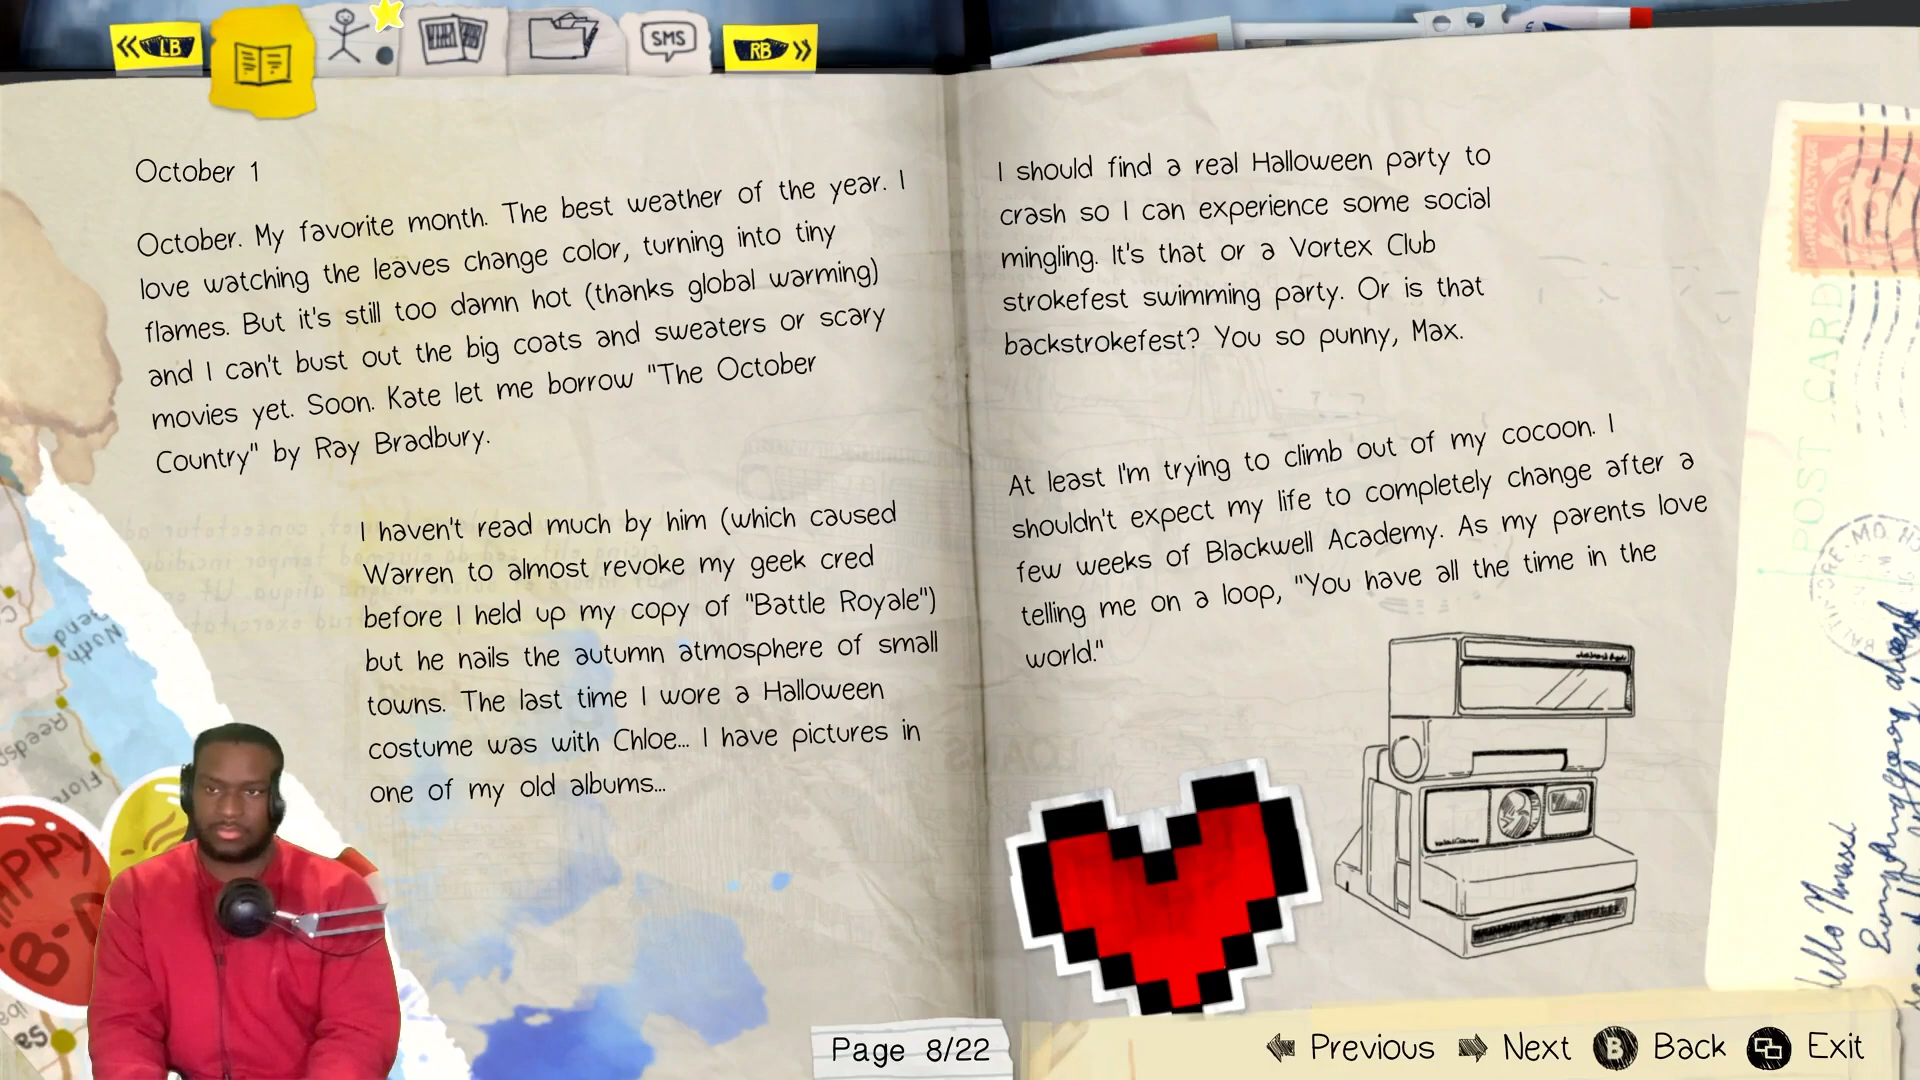 LB
SMS
RB
October 1
October. My favorite month. The best weather of the year. I
love watching the leaves change color, turning into tiny
flames. But it's still too damn hot (thanks global warming)
and I can't bust out the big coats and sweaters or scary
movies yet. Soon. Kate let me borrow "The October
Country" by Ray Bradbury.
I haven't read much by him (which caused
Warren to almost revoke my geek cred
before I held up my copy of "Battle Royale")
but he nails the autumn atmosphere of small
towns. The last time I wore a Halloween
costume was with Chloe... I have pictures in
one of my old albums...
I should find a real Halloween party to
crash so I can experience some social
mingling. It's that or a Vortex Club
strokefest swimming party. Or is that
backstrokefest? You so punny, Max.
At least I'm trying to climb out of my cocoon. I
shouldn't expect my life to completely change after a
few weeks of Blackwell Academy. As my parents love
telling me on a loop, "You have all the time in the
world."
POST CARD
North
Bend
HAPPY
B-D
Page 8/22
Previous
Next
B Back
Exit